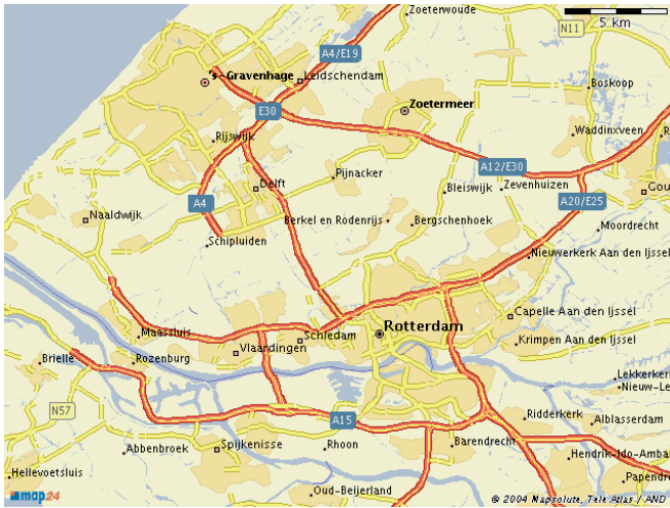 Zoeterwoude
5 km
N11
A4/E19
's-Gravenhage
Leidschendam
Boskoop
E30
Zoetermeer
Waddinxveen
R
Rijswijk
A12/E30
Pijnacker
Delft
Bleiswijk
Zevenhuizen
Gou
A4
A20/E25
Naaldwijk
Berkel en Rodenrijs
Bergschenhoek
Moordrecht
Schipluiden
Nieuwerkerk Aan den Ijssel
Capelle Aan den Ijssel
Maassluis
Rotterdam
Schiedam
Krimpen Aan den Ijssel
Vlaardingen
Brielle
Rozenburg
Lekkerkerk
Nieuw-Le
N57
A15
Ridderkerk
Alblasserdam
Barendrecht
Abbenbroek
Spijkenisse
Rhoon
Hendrik-Ido-Amba
Hellevoetsluis
Papendre
Oud-Beijerland
map24
© 2004 Mapsolute, Tele Atlas / AND